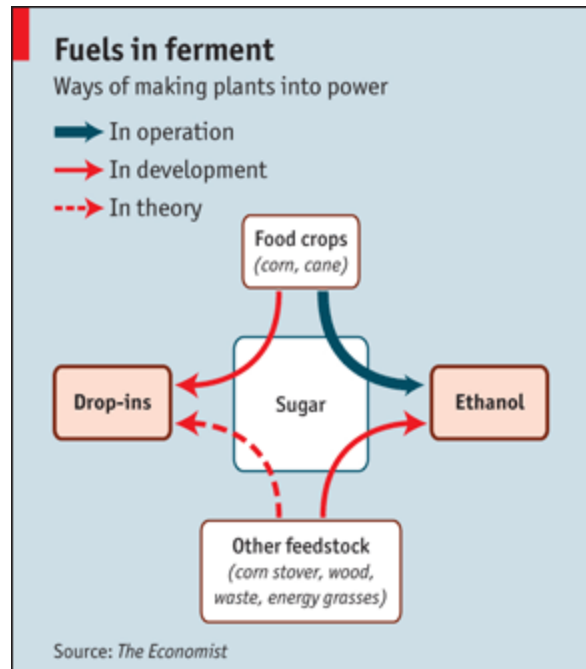 Fuels in ferment
Ways of making plants into power
In operation
In development
In theory
Food crops
(corn, cane)
Drop-ins
Sugar
Ethanol
Other feedstock
(corn stover, wood,
waste, energy grasses)
Source: The Economist